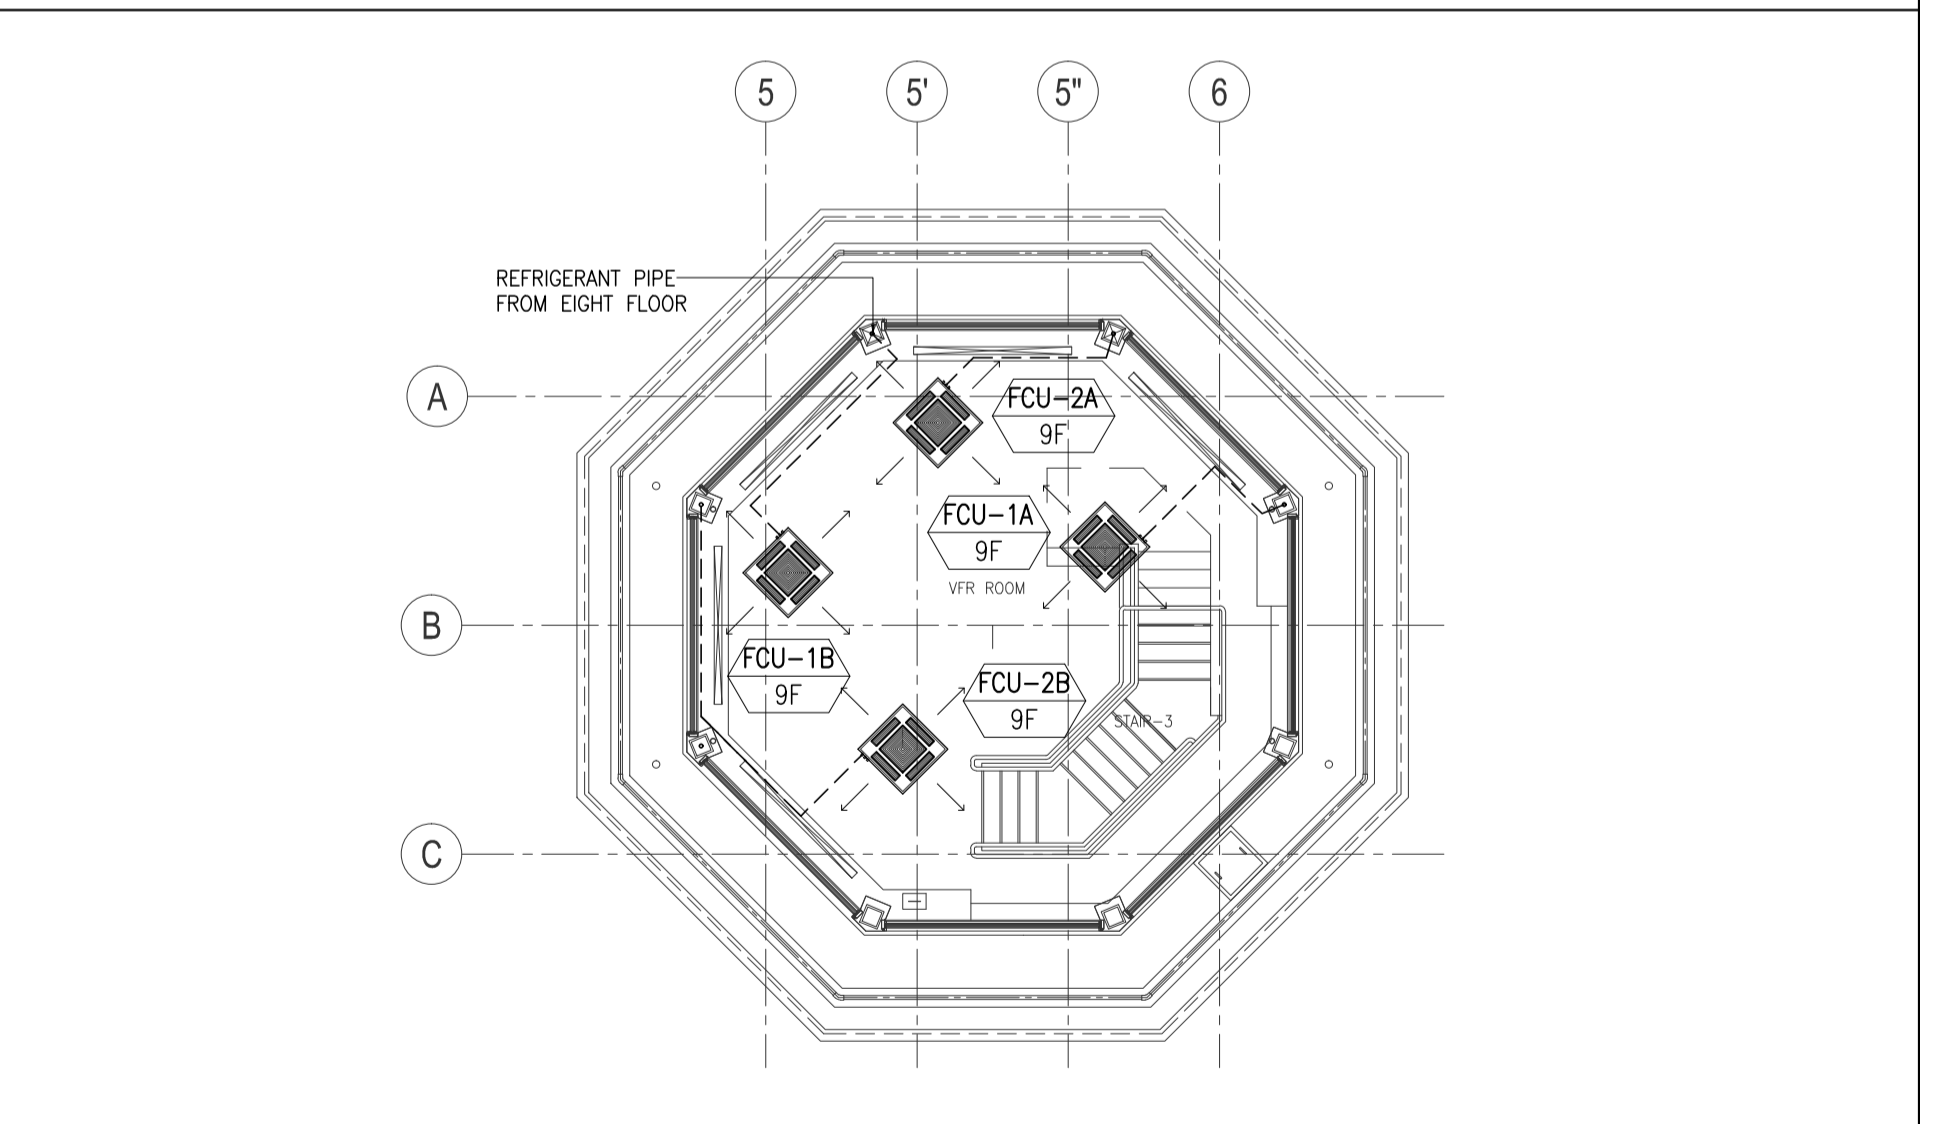 5
5'
5"
6
REFRIGERANT PIPE
FROM EIGHT FLOOR
A
FCU-2A
9F
FCU-1A
9F
VFR ROOM
B
FCU-1B
9F
FCU-2B
9F
STAIR-3
C